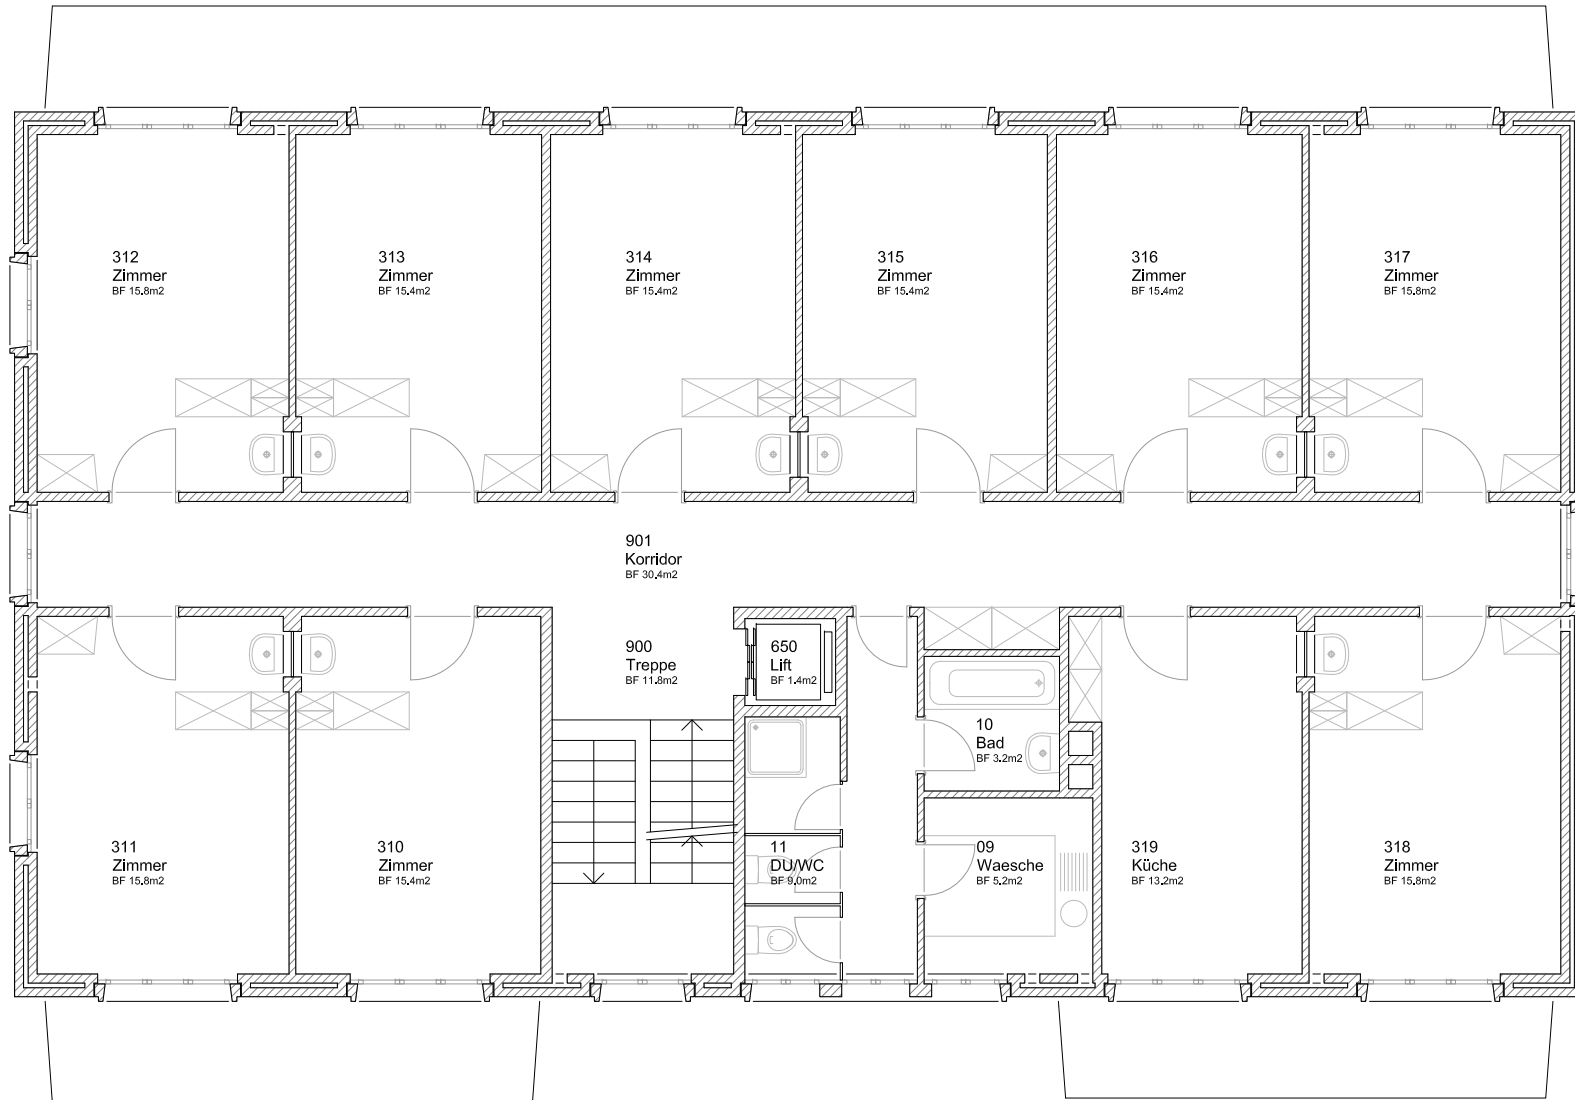 312
Zimmer
BF 15.8m2
313
Zimmer
BF 15.4m2
314
Zimmer
BF 15.4m2
315
Zimmer
BF 15.4m2
316
Zimmer
BF 15.4m2
317
Zimmer
BF 15.8m2
901
Korridor
BF 30.4m2
900
Treppe
BF 11.8m2
650
Lift
BF 1.4m2
10
Bad
BF 3.2m2
311
Zimmer
BF 15.8m2
310
Zimmer
BF 15.4m2
11
DU/WC
BF 9.0m2
09
Waesche
BF 5.2m2
319
Küche
BF 13.2m2
318
Zimmer
BF 15.8m2